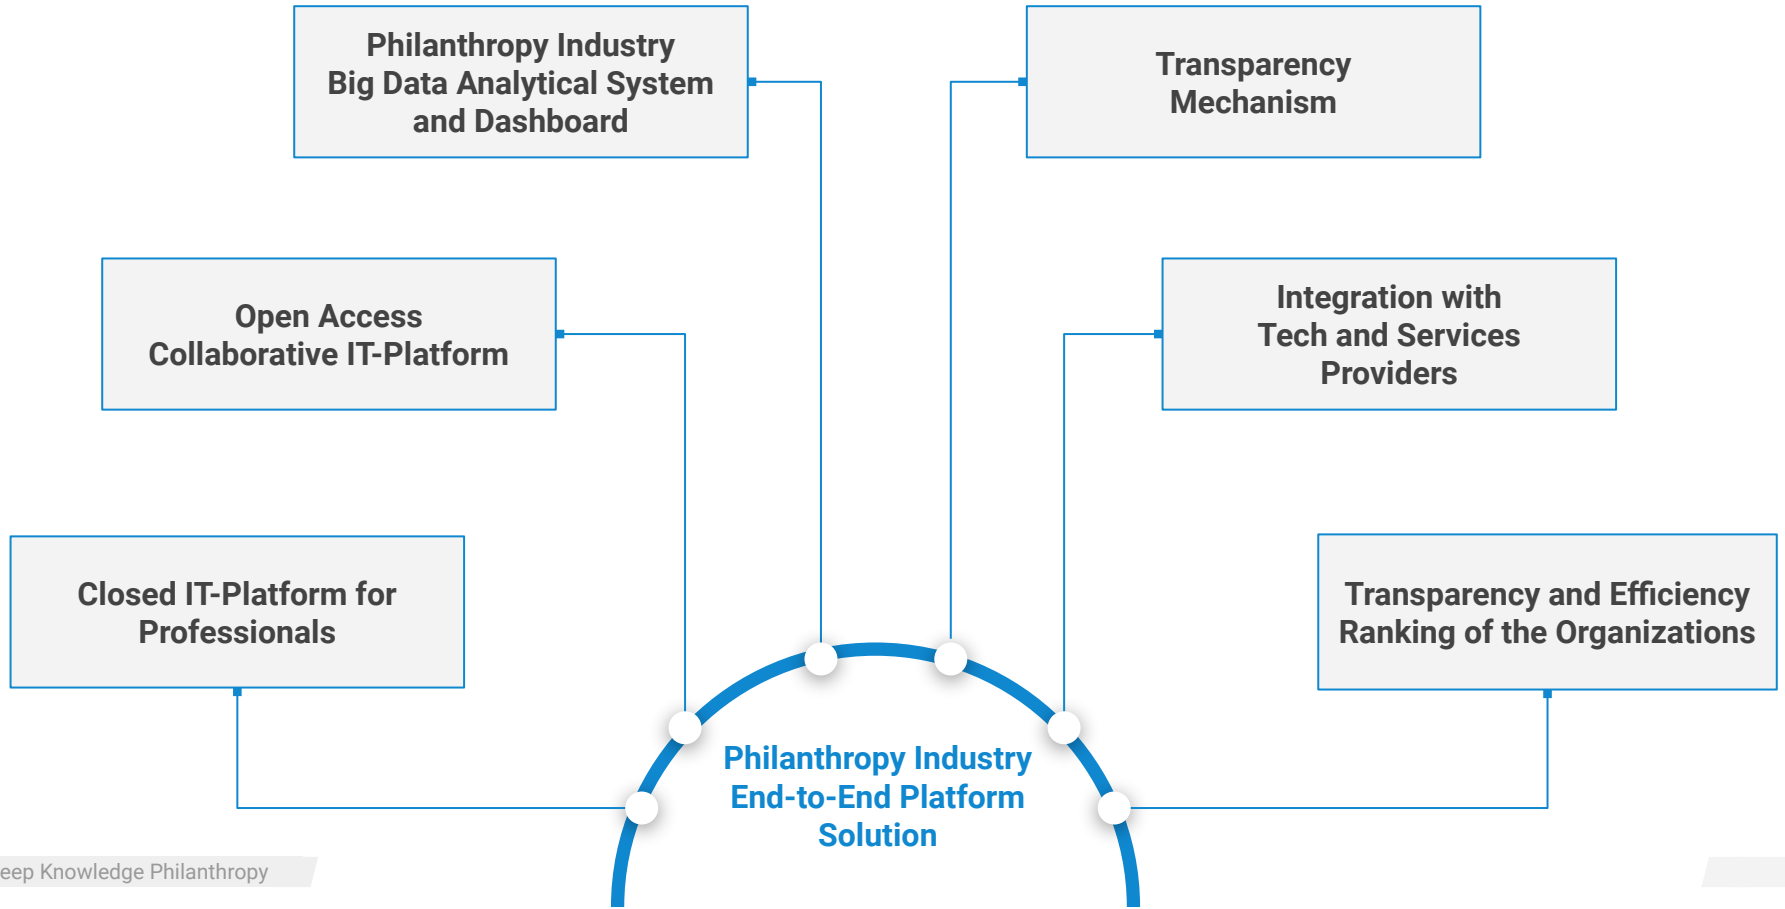 Philanthropy Industry
Big Data Analytical System
and Dashboard
Transparency
Mechanism
Open Access
Collaborative IT-Platform
Integration with
Tech and Services
Providers
Closed IT-Platform for
Professionals
Transparency and Efficiency
Ranking of the Organizations
Philanthropy Industry
End-to-End Platform
Solution
eep Knowledge Philanthropy